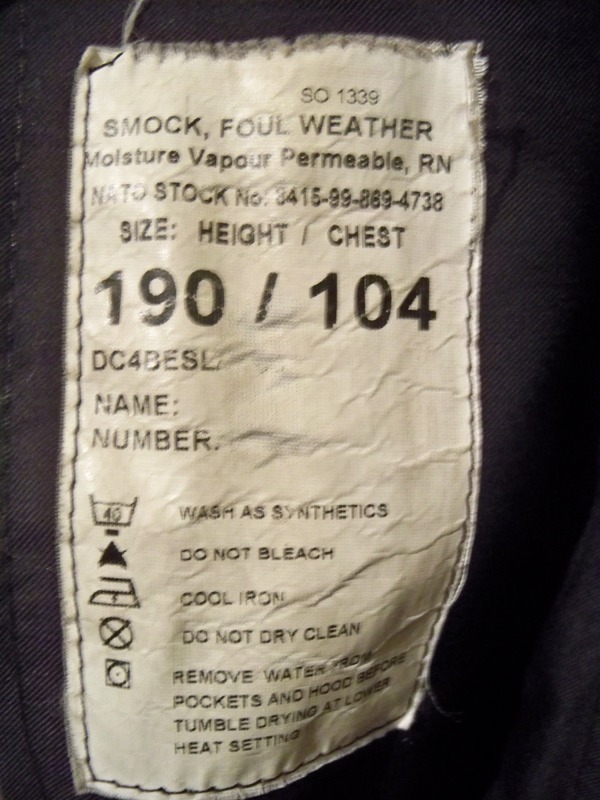 SO 1339
SMOCK, FOUL WEATHER
Moisture Vapour Permeable, RN
NATO STOCK No: 8415-99-869-4738
SIZE: HEIGHT / CHEST
190 / 104
DC4BESL
NAME:
NUMBER.
40 WASH AS SYNTHETICS
DO NOT BLEACH
COOL IRON
DO NOT DRY CLEAN
REMOVE WATER FROM
POCKETS AND HOOD BEFORE
TUMBLE DRYING AT LOWER
HEAT SETTING